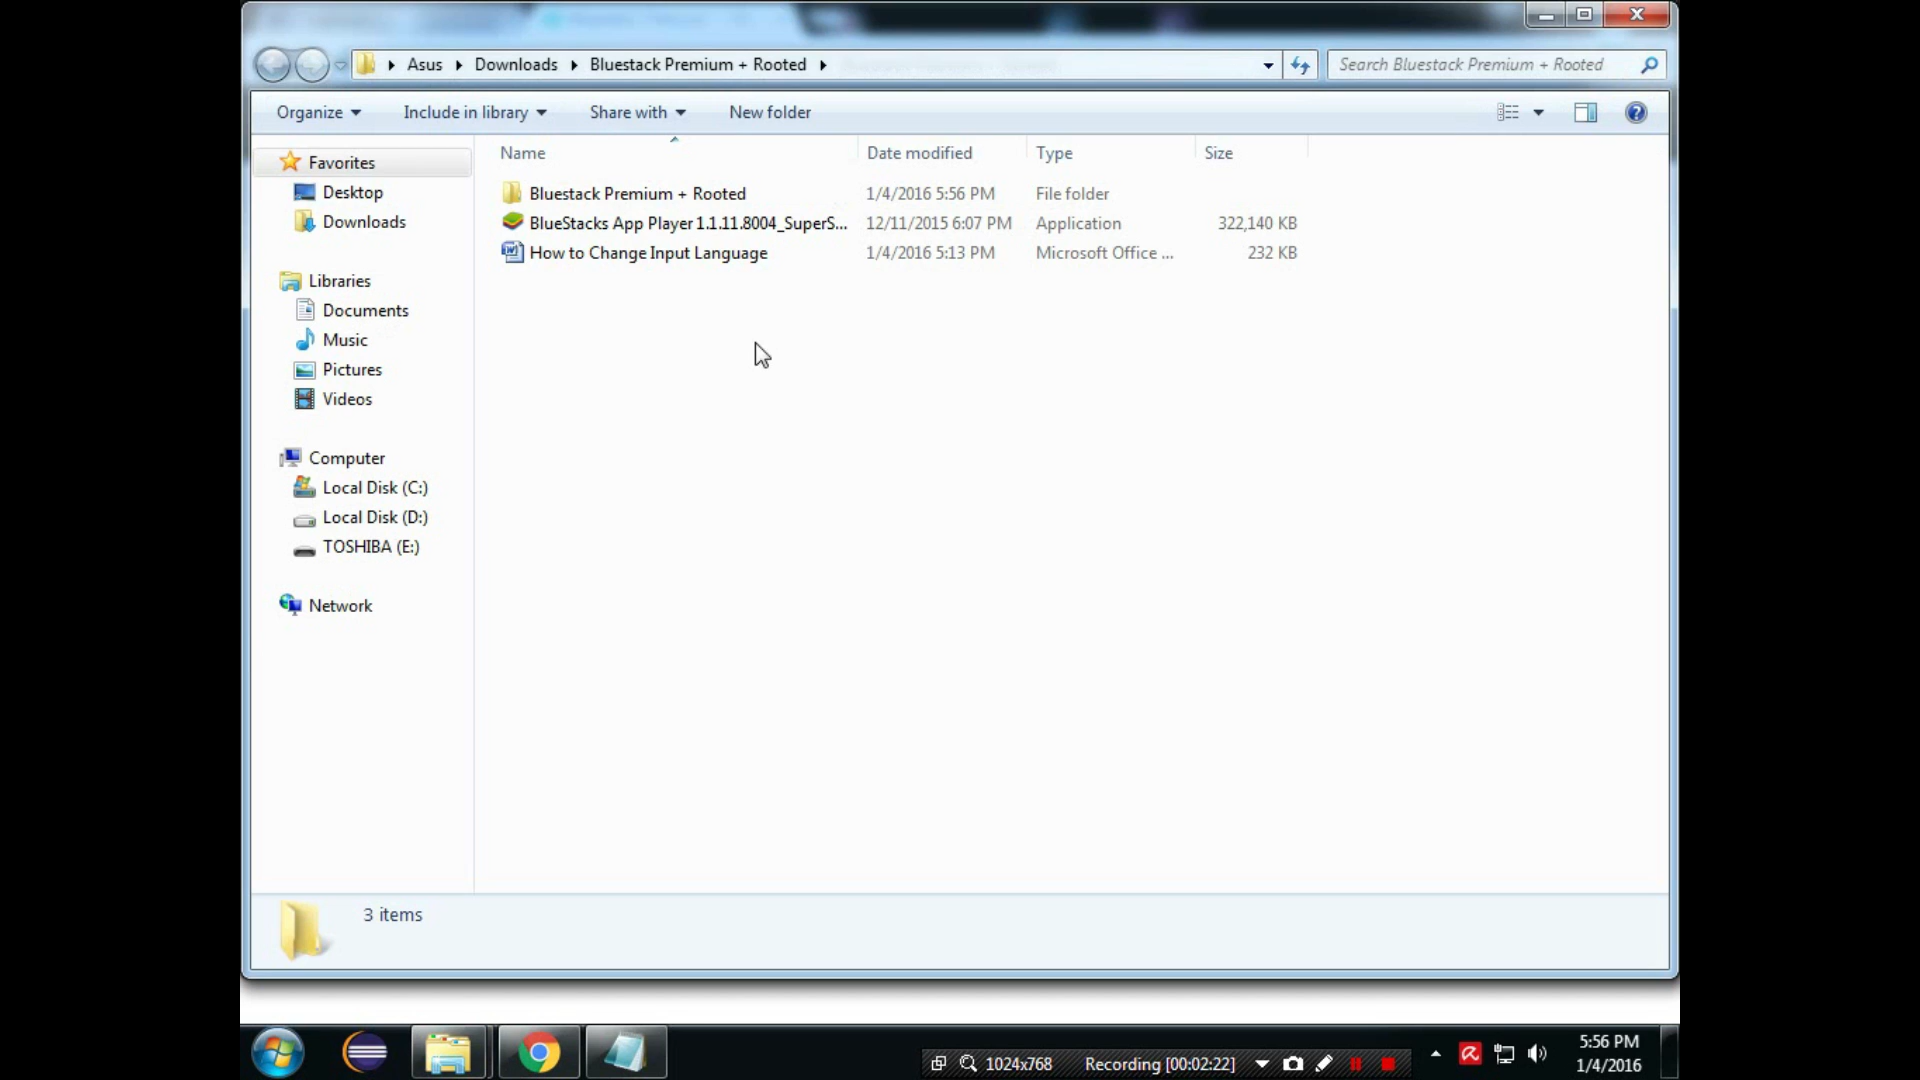 Asus Downloads Bluestack Premium + Rooted
Search Bluestack Premium + Rooted
Organize Include in library Share with New folder
Name Date modified Type Size
Favorites
Desktop
Downloads
Libraries
Documents
Music
Pictures
Videos
Computer
Local Disk (C:)
Local Disk (D:)
TOSHIBA (E:)
Network
Bluestack Premium + Rooted 1/4/2016 5:56 PM File folder
BlueStacks App Player 1.1.11.8004_SuperS... 12/11/2015 6:07 PM Application 322,140 KB
How to Change Input Language 1/4/2016 5:13 PM Microsoft Office ... 232 KB
3 items
1024x768 Recording [00:02:22]
5:56 PM
1/4/2016